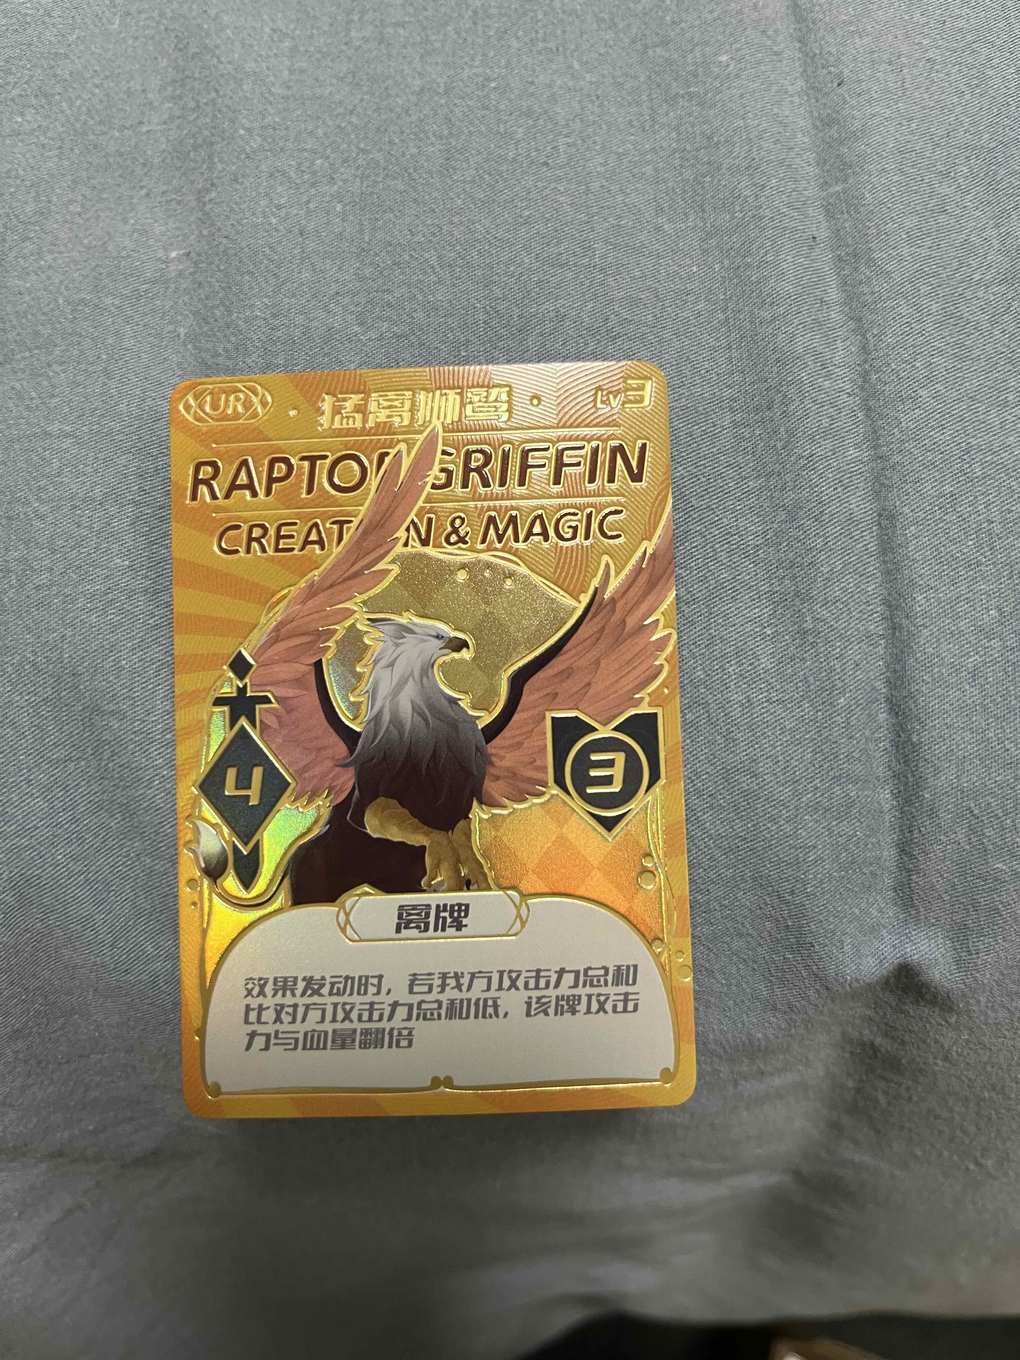 UR
猛离狮鹫
Lv3
RAPTOR GRIFFIN
CREATION & MAGIC
4
3
离牌
效果发动时，若我方攻击力总和
比对方攻击力总和低，该牌攻击
力与血量翻倍